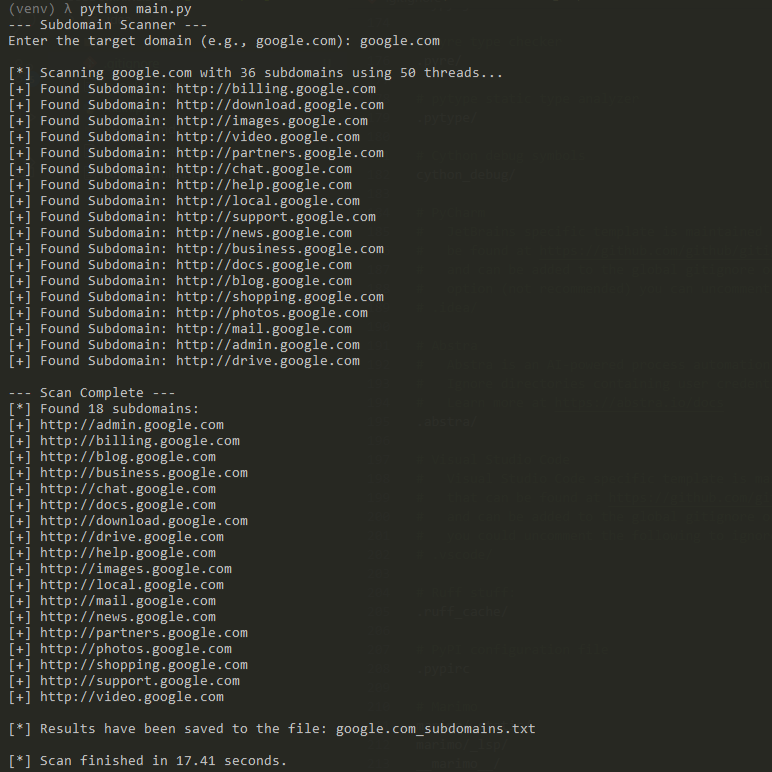 (venv) λ python main.py
--- Subdomain Scanner ---
Enter the target domain (e.g., google.com): google.com
[*] Scanning google.com with 36 subdomains using 50 threads...
[+] Found Subdomain: http://billing.google.com
[+] Found Subdomain: http://download.google.com
[+] Found Subdomain: http://images.google.com
[+] Found Subdomain: http://video.google.com
[+] Found Subdomain: http://partners.google.com
[+] Found Subdomain: http://chat.google.com
[+] Found Subdomain: http://help.google.com
[+] Found Subdomain: http://local.google.com
[+] Found Subdomain: http://support.google.com
[+] Found Subdomain: http://news.google.com
[+] Found Subdomain: http://business.google.com
[+] Found Subdomain: http://docs.google.com
[+] Found Subdomain: http://blog.google.com
[+] Found Subdomain: http://shopping.google.com
[+] Found Subdomain: http://photos.google.com
[+] Found Subdomain: http://mail.google.com
[+] Found Subdomain: http://admin.google.com
[+] Found Subdomain: http://drive.google.com
--- Scan Complete ---
[*] Found 18 subdomains:
[+] http://admin.google.com
[+] http://billing.google.com
[+] http://blog.google.com
[+] http://business.google.com
[+] http://chat.google.com
[+] http://docs.google.com
[+] http://download.google.com
[+] http://drive.google.com
[+] http://help.google.com
[+] http://images.google.com
[+] http://local.google.com
[+] http://mail.google.com
[+] http://news.google.com
[+] http://partners.google.com
[+] http://photos.google.com
[+] http://shopping.google.com
[+] http://support.google.com
[+] http://video.google.com
[*] Results have been saved to the file: google.com_subdomains.txt
[*] Scan finished in 17.41 seconds.